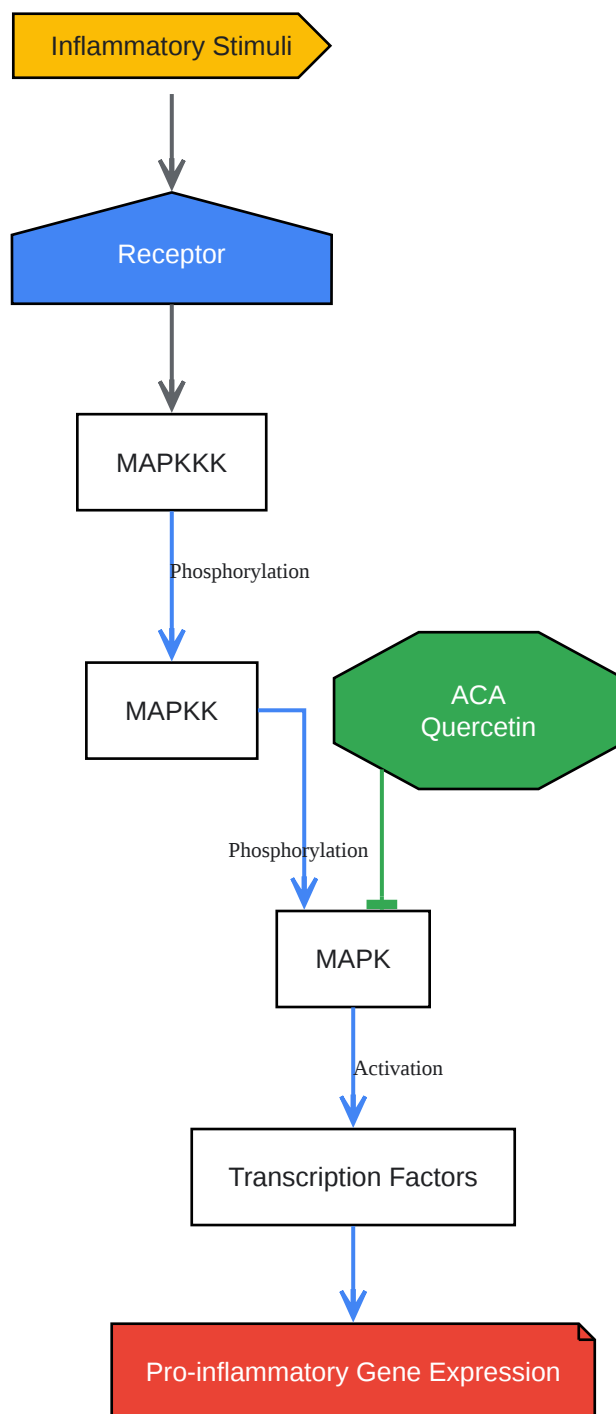 Inflammatory Stimuli
Receptor
MAPKKK
Phosphorylation
MAPKK
ACA
Quercetin
Phosphorylation
MAPK
Activation
Transcription Factors
Pro-inflammatory Gene Expression